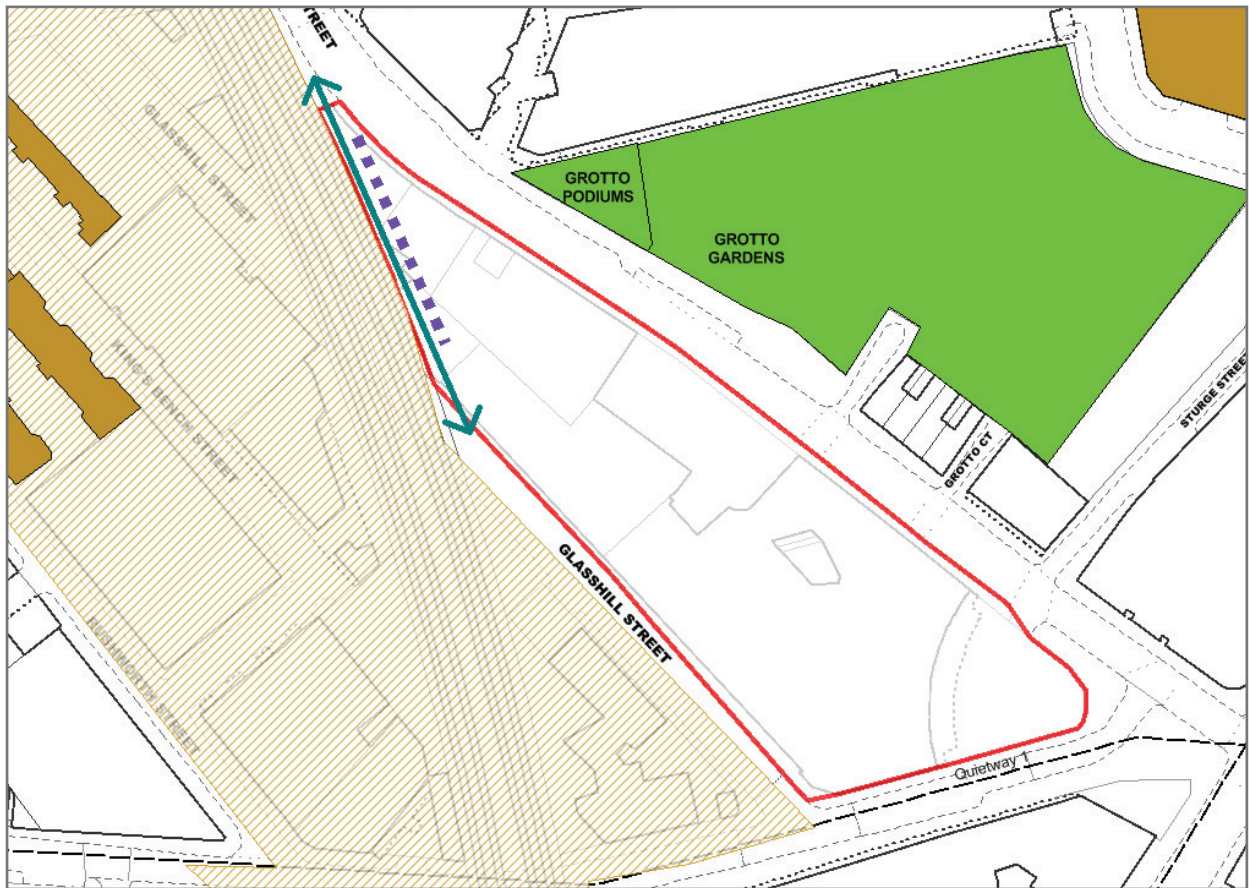 TREET
GLASSHILL STREET
GROTTO
PODIUMS
GROTTO
GARDENS
KING'S BENCH STREET
STURGE STREET
GROTTO CT
GLASSHILL STREET
RUSHWORTH STREET
Quietway 1